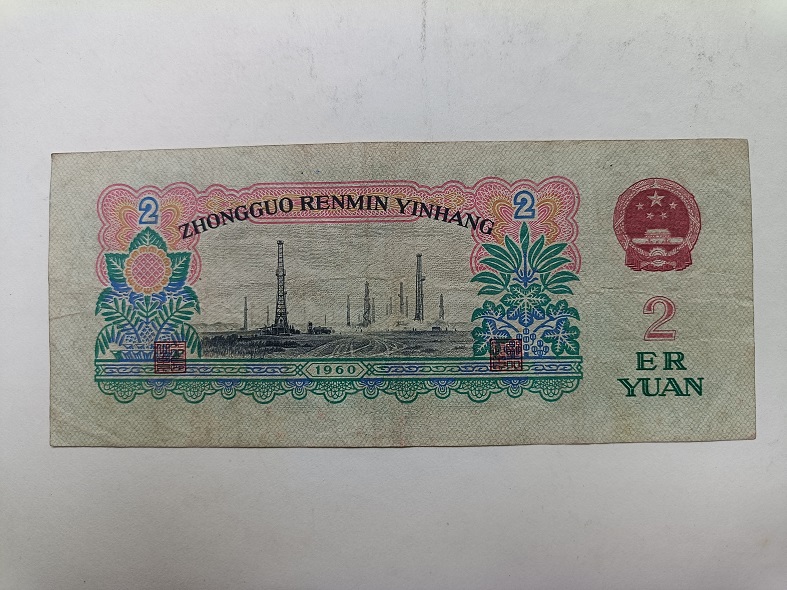 2 2
ZHONGGUO RENMIN YINHANG
1960
2
ER
YUAN